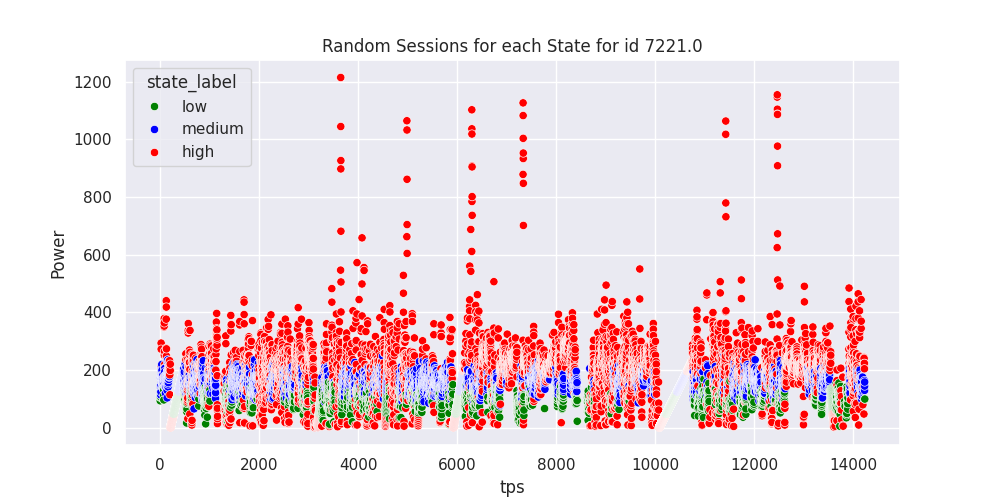 Random Sessions for each State for id 7221.0
state_label
low
medium
high
Power
1200
1000
800
600
400
200
0
0 2000 4000 6000 8000 10000 12000 14000
tps